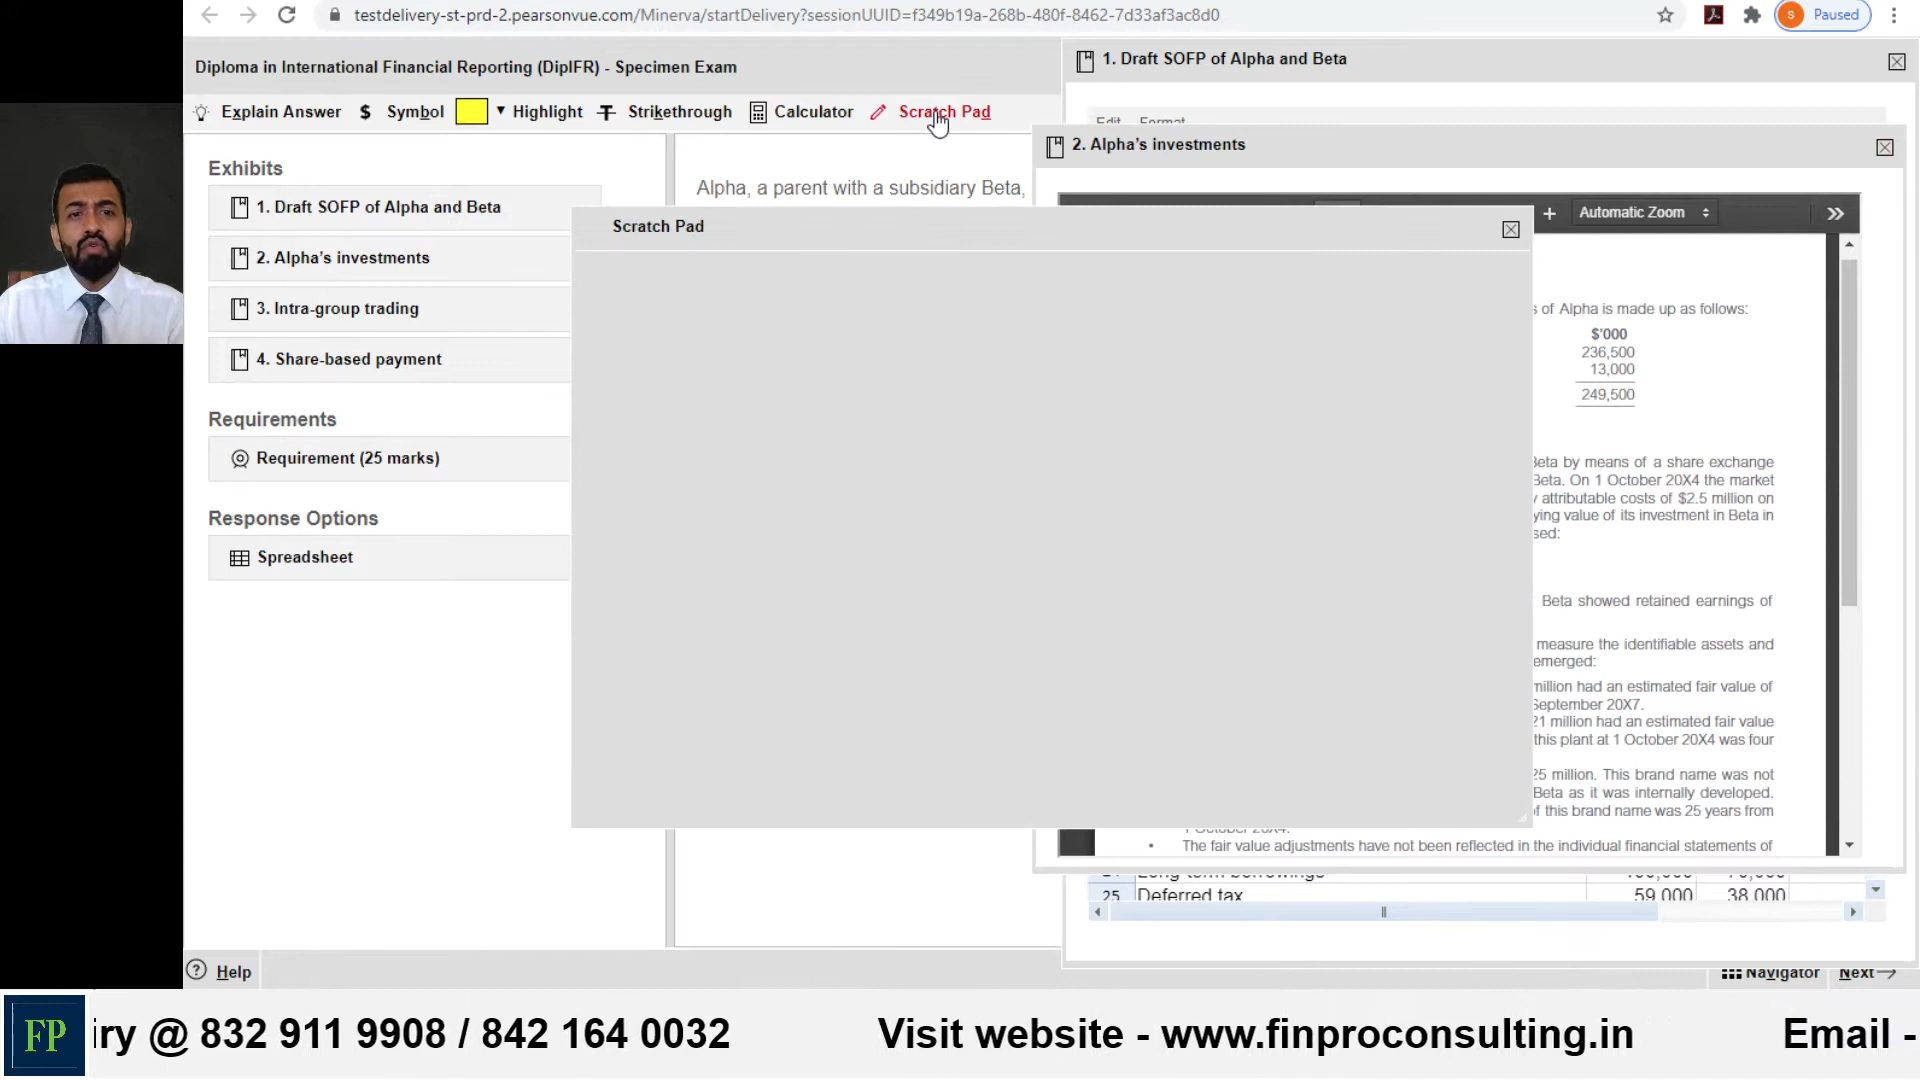 testdelivery-st-prd-2.pearsonvue.com/Minerva/startDelivery?sessionUUID=f349b19a-268b-480f-8462-7d33af3ac8d0
S Paused
Diploma in International Financial Reporting (DipIFR) - Specimen Exam
Explain Answer $ Symbol Highlight Strikethrough Calculator Scratch Pad
1. Draft SOFP of Alpha and Beta
Edit Format
2. Alpha's investments
Exhibits
1. Draft SOFP of Alpha and Beta
2. Alpha's investments
3. Intra-group trading
4. Share-based payment
Requirements
Requirement (25 marks)
Response Options
Spreadsheet
Alpha, a parent with a subsidiary Beta,
Scratch Pad
Automatic Zoom
of Alpha is made up as follows:
$'000
236,500
13,000
249,500
Beta by means of a share exchange
Beta. On 1 October 20X4 the market
attributable costs of $2.5 million on
ying value of its investment in Beta in
sed:
Beta showed retained earnings of
measure the identifiable assets and
emerged:
million had an estimated fair value of
September 20X7.
21 million had an estimated fair value
this plant at 1 October 20X4 was four
25 million. This brand name was not
Beta as it was internally developed.
of this brand name was 25 years from
1 October 20X4.
• The fair value adjustments have not been reflected in the individual financial statements of
Long term borrowings
25 Deferred tax 59,000 38,000
Help
Navigator Next
FP
iry @ 832 911 9908 / 842 164 0032 Visit website - www.finproconsulting.in Email -